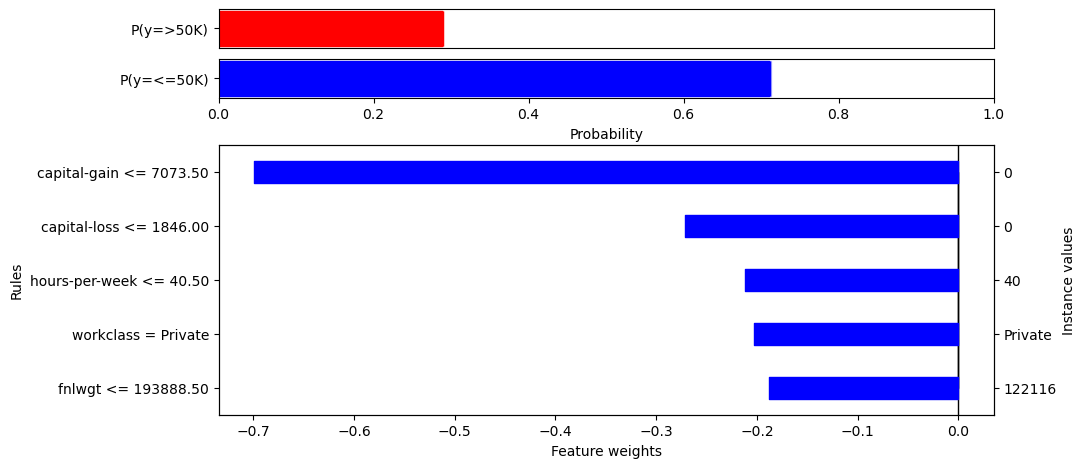 P(y=>50K)
P(y=<=50K)
0.0 0.2 0.4 0.6 0.8 1.0
Probability
capital-gain <= 7073.50 0
capital-loss <= 1846.00 0
hours-per-week <= 40.50 40
workclass = Private Private
fnlwgt <= 193888.50 122116
Rules
Instance values
−0.7 −0.6 −0.5 −0.4 −0.3 −0.2 −0.1 0.0
Feature weights